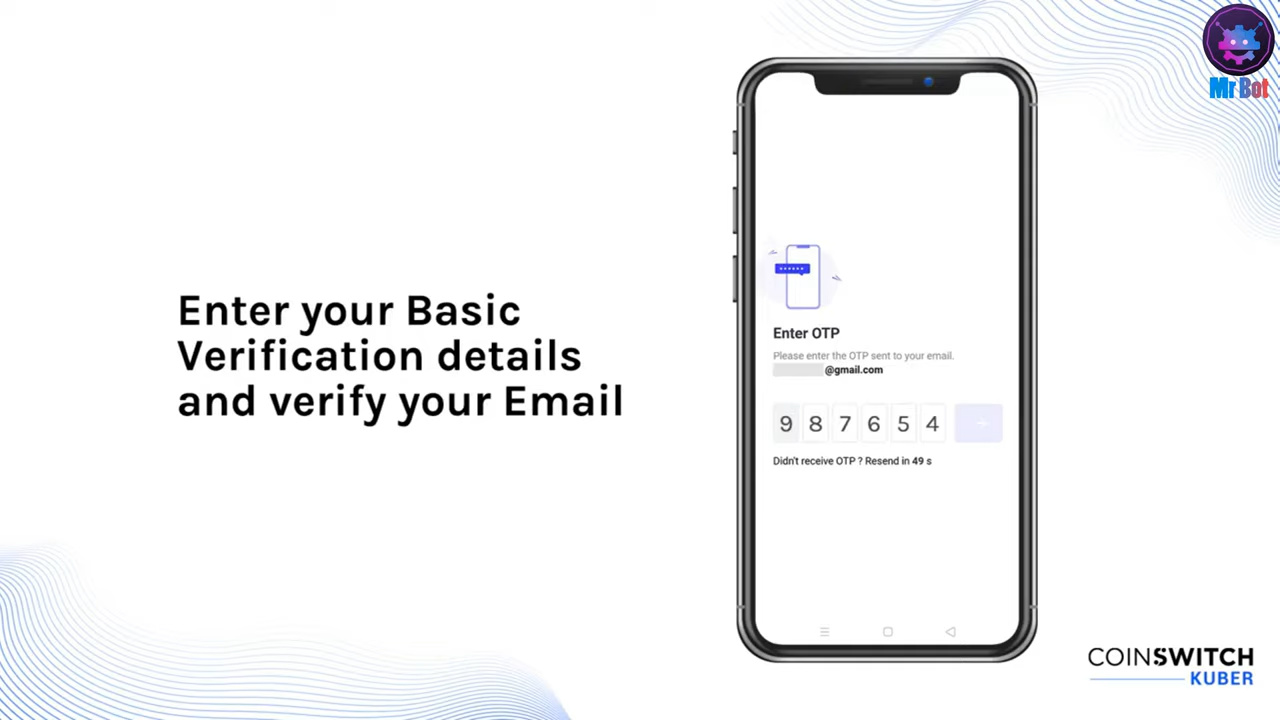 Mr Bot
Enter your Basic
Verification details
and verify your Email
Enter OTP
Please enter the OTP sent to your email.
@gmail.com
9 8 7 6 5 4
Didn't receive OTP ? Resend in 49 s
COINSWITCH
KUBER